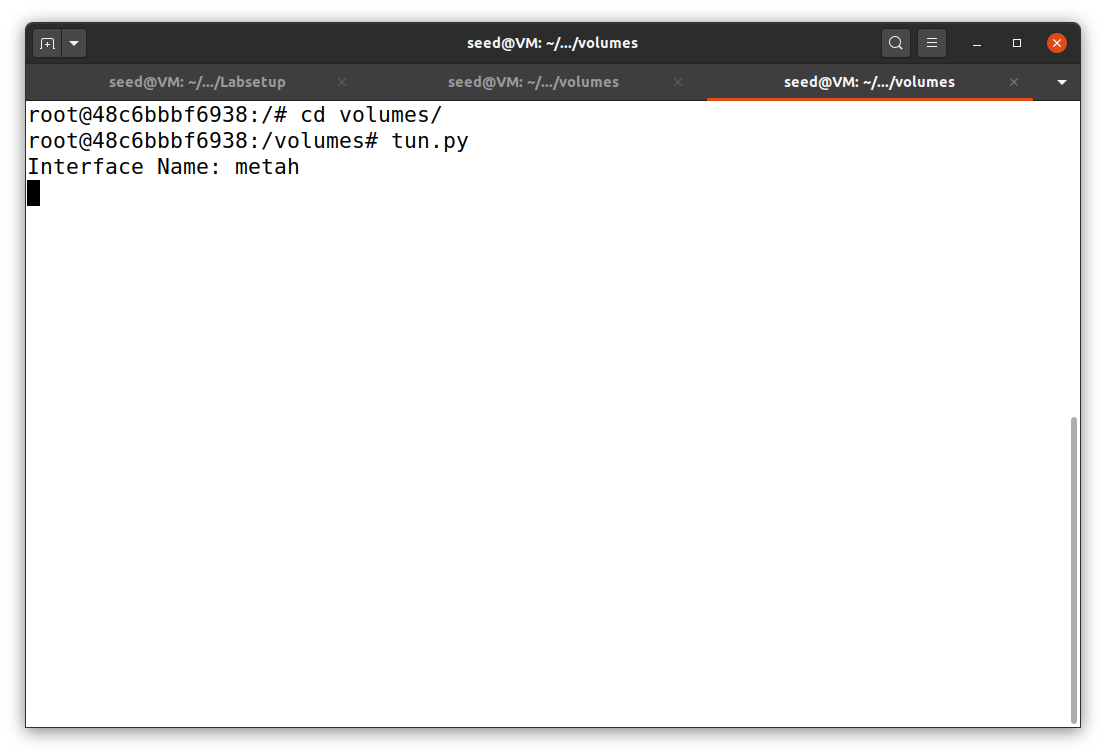 seed@VM: ~/.../volumes
seed@VM: ~/.../Labsetup
seed@VM: ~/.../volumes
seed@VM: ~/.../volumes
root@48c6bbbf6938:/# cd volumes/
root@48c6bbbf6938:/volumes# tun.py
Interface Name: metah